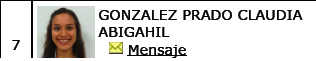 7
GONZALEZ PRADO CLAUDIA
ABIGAHIL
Mensaje